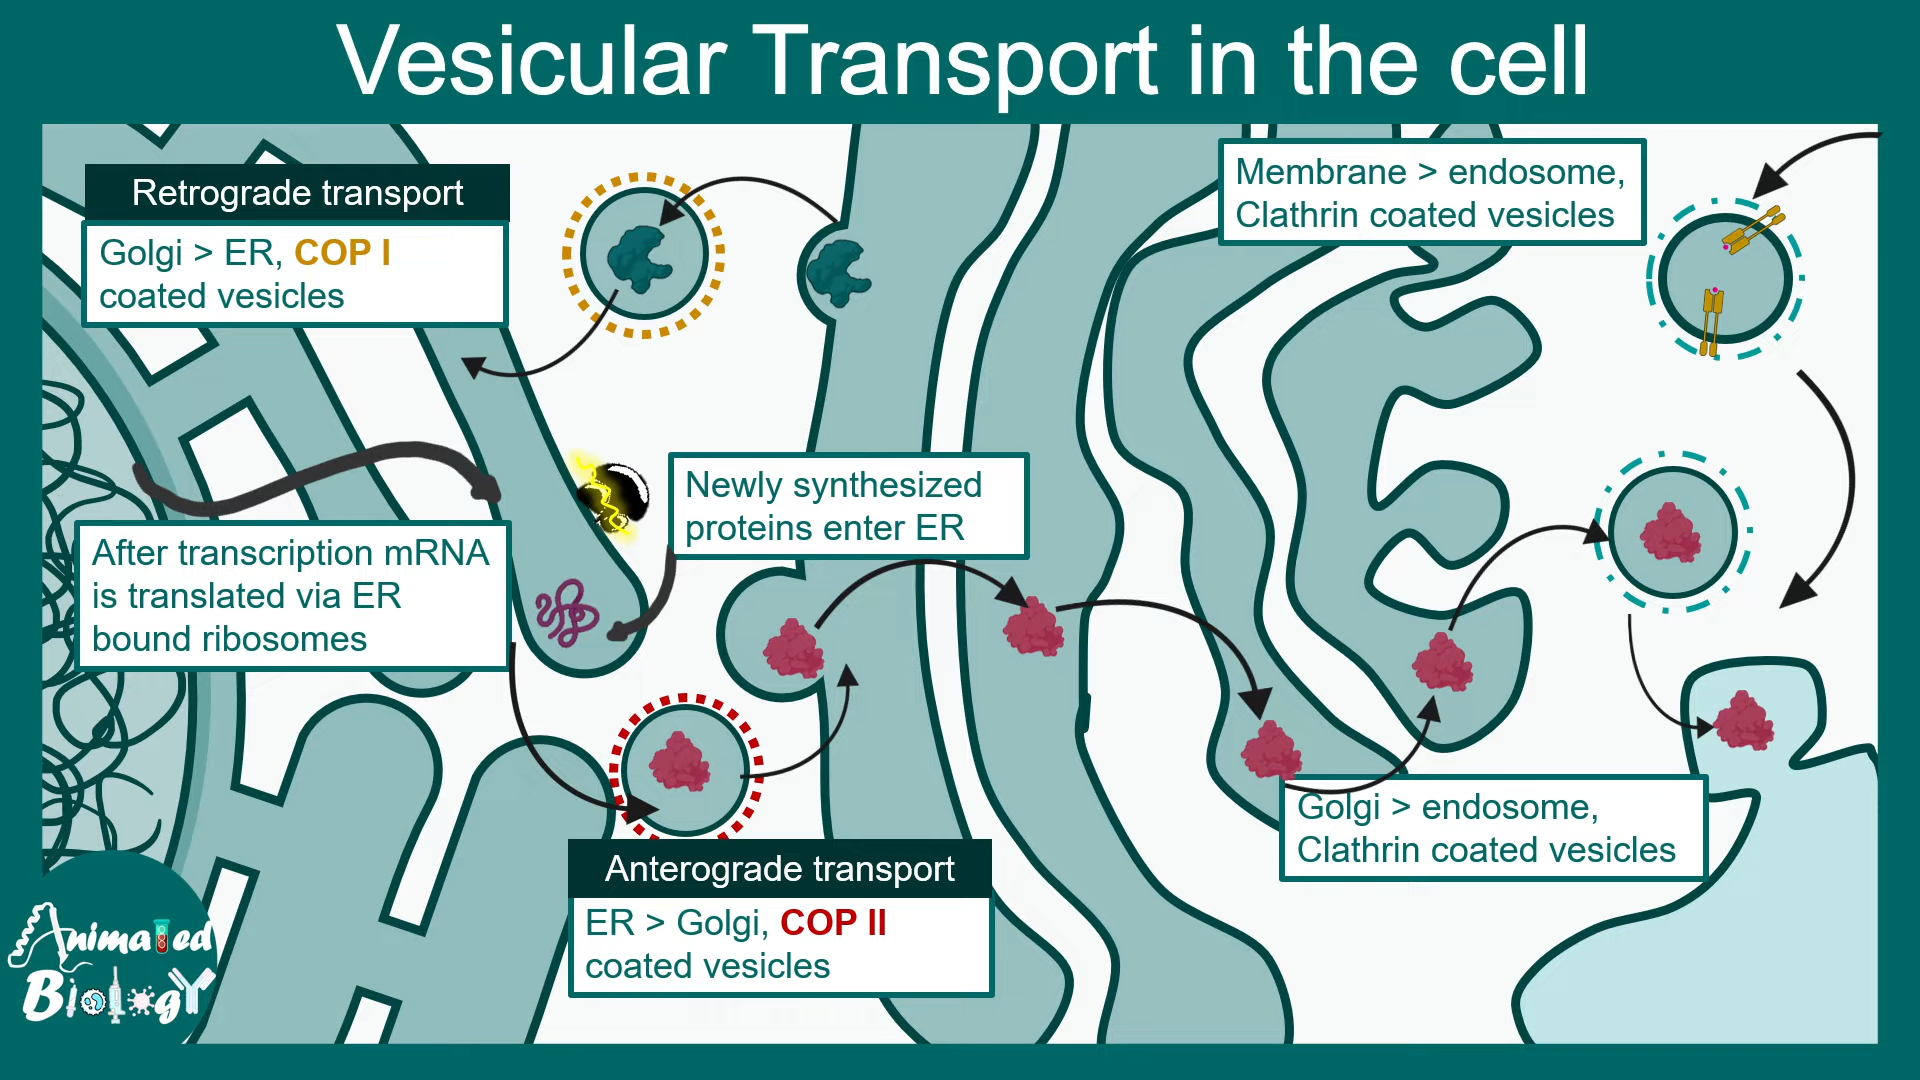 Vesicular Transport in the cell
Retrograde transport
Golgi > ER, COP I
coated vesicles
Membrane > endosome,
Clathrin coated vesicles
Newly synthesized
proteins enter ER
After transcription mRNA
is translated via ER
bound ribosomes
Golgi > endosome,
Clathrin coated vesicles
Anterograde transport
ER > Golgi, COP II
coated vesicles
Animated
Biology